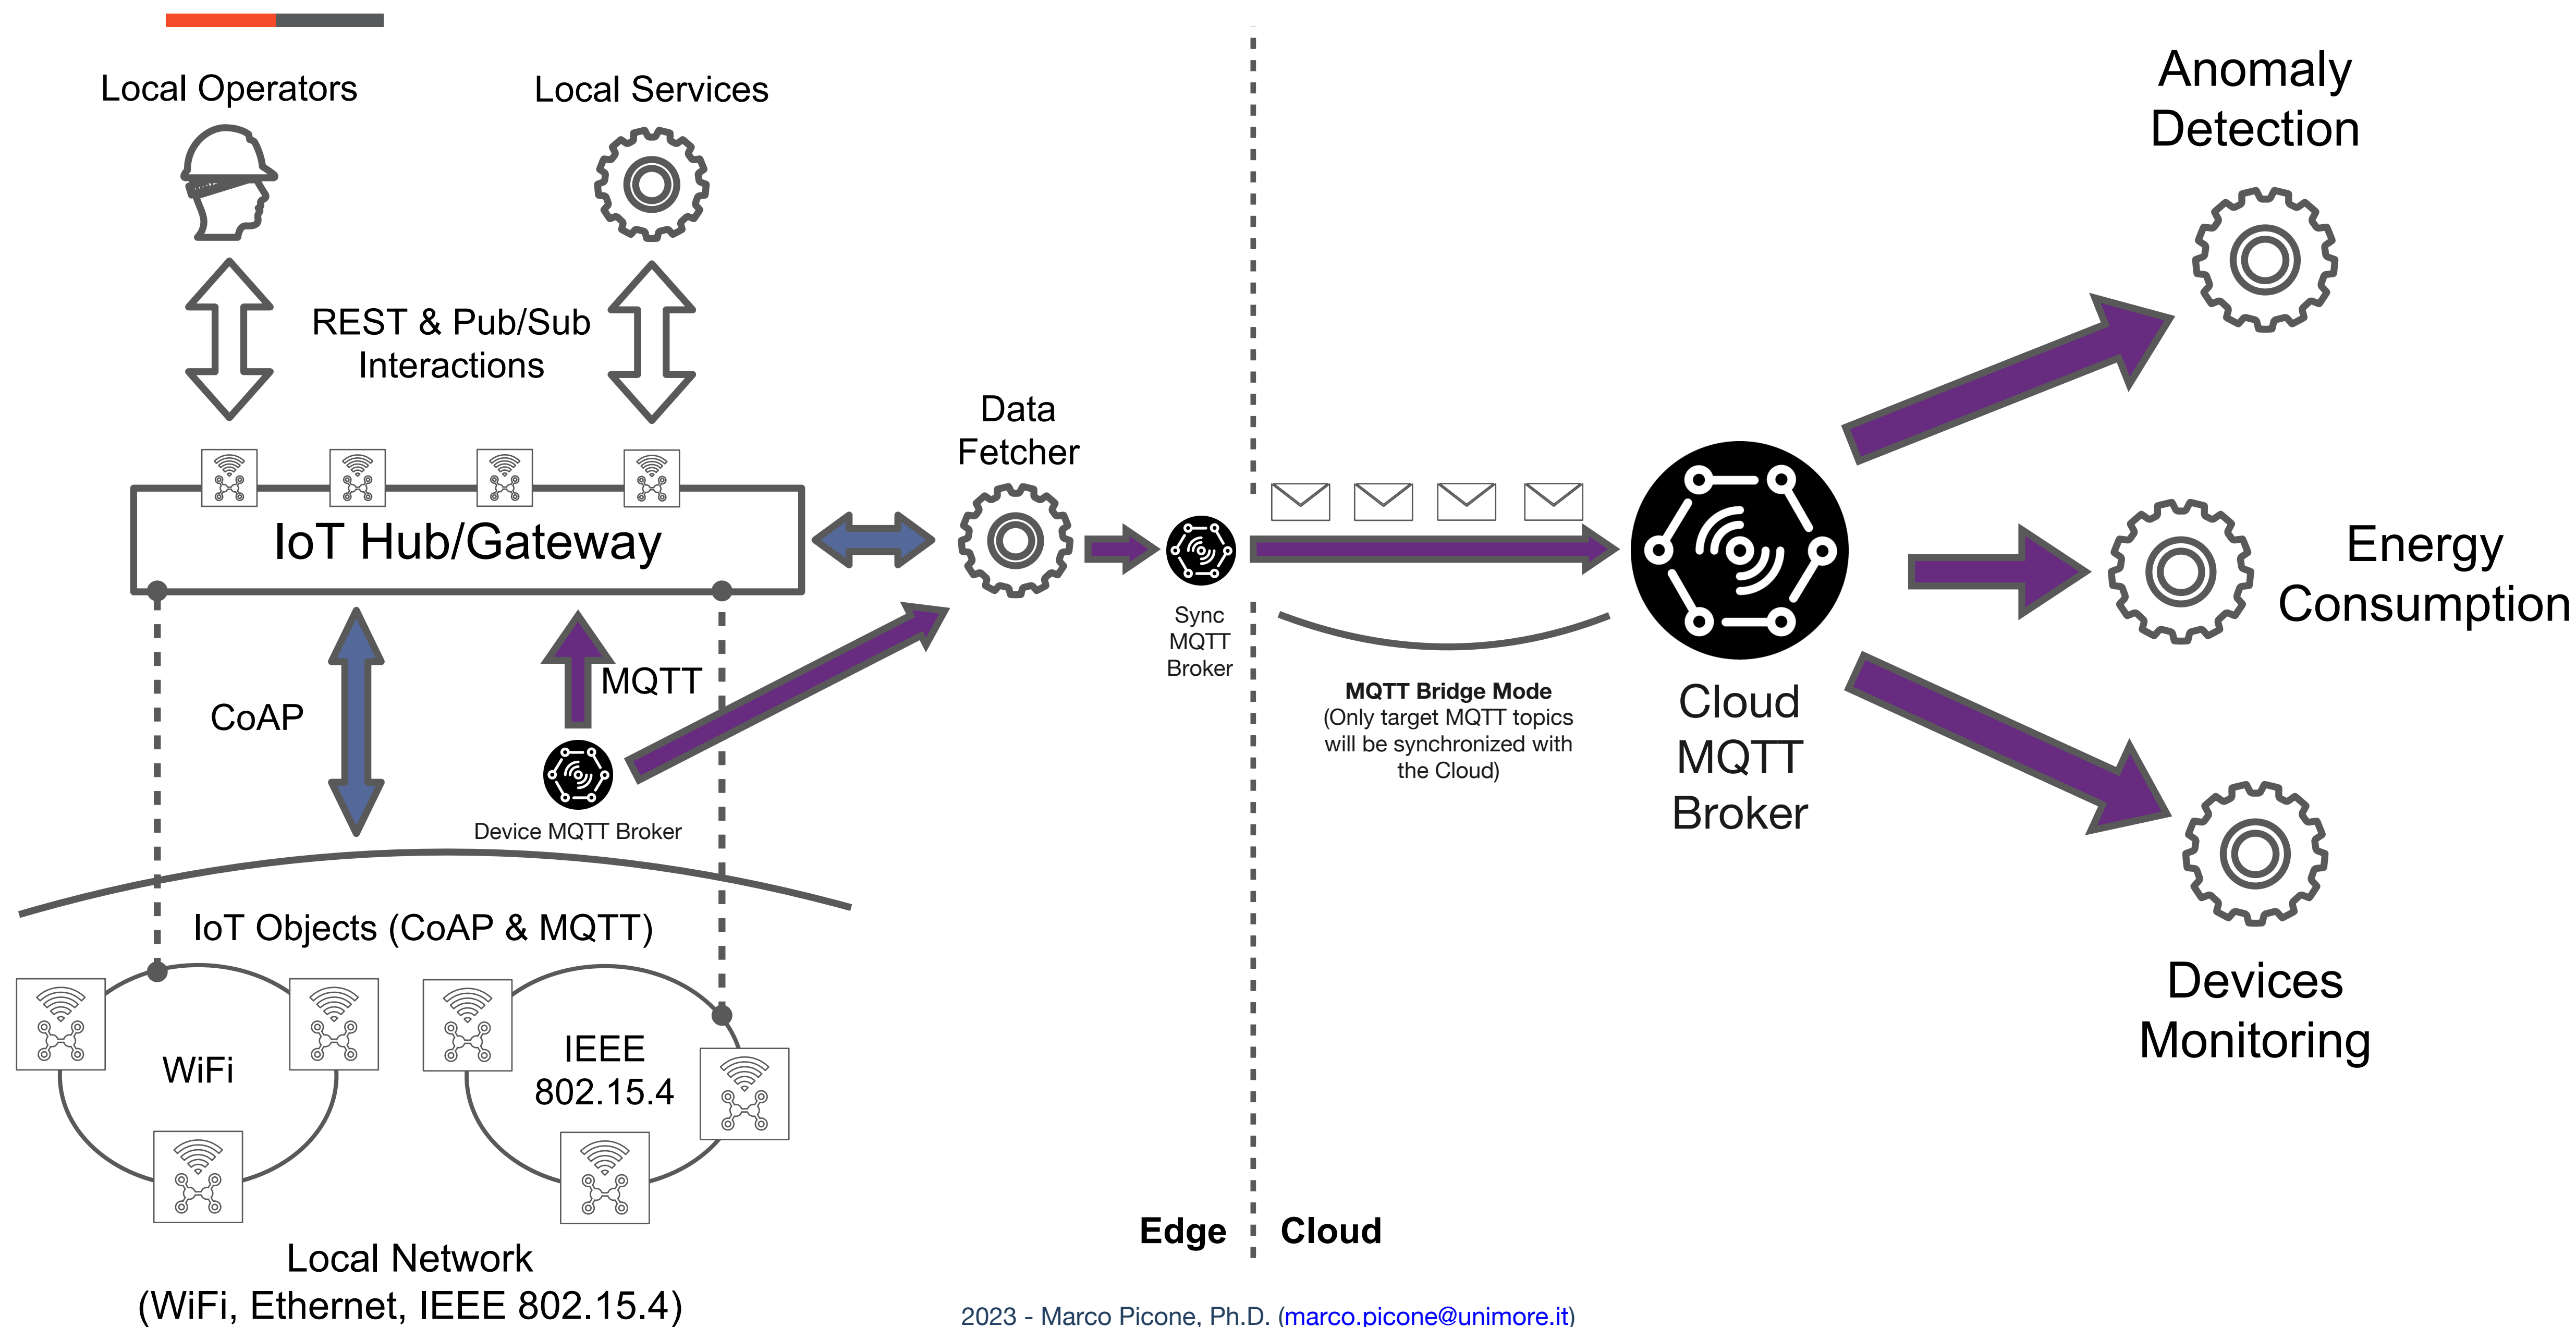 Local Operators
Local Services
REST & Pub/Sub
Interactions
IoT Hub/Gateway
CoAP
MQTT
Device MQTT Broker
IoT Objects (CoAP & MQTT)
WiFi
IEEE
802.15.4
Local Network
(WiFi, Ethernet, IEEE 802.15.4)
Data
Fetcher
Sync
MQTT
Broker
Edge
Cloud
MQTT Bridge Mode
(Only target MQTT topics
will be synchronized with
the Cloud)
Cloud
MQTT
Broker
Anomaly
Detection
Energy
Consumption
Devices
Monitoring
2023 - Marco Picone, Ph.D. (marco.picone@unimore.it)